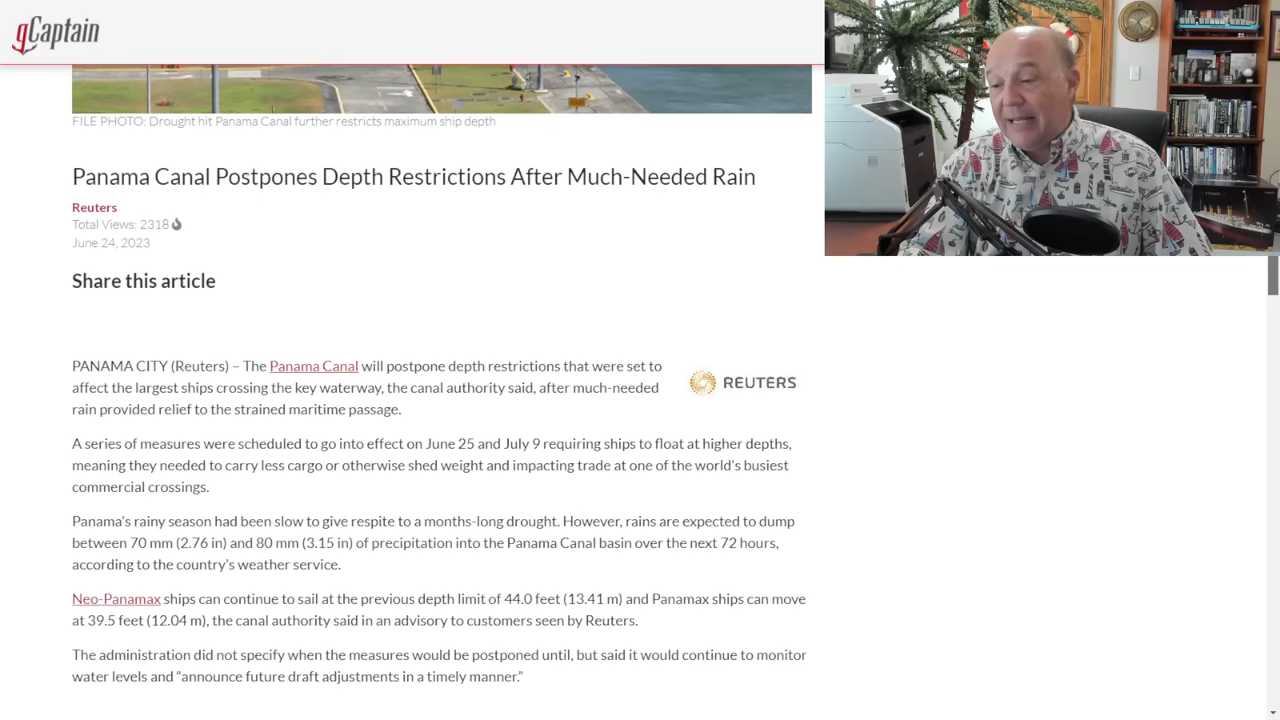 gCaptain
FILE PHOTO: Drought hit Panama Canal further restricts maximum ship depth
Panama Canal Postpones Depth Restrictions After Much-Needed Rain
Reuters
Total Views: 2318
June 24, 2023
Share this article
PANAMA CITY (Reuters) – The Panama Canal will postpone depth restrictions that were set to
affect the largest ships crossing the key waterway, the canal authority said, after much-needed
rain provided relief to the strained maritime passage.
REUTERS
A series of measures were scheduled to go into effect on June 25 and July 9 requiring ships to float at higher depths,
meaning they needed to carry less cargo or otherwise shed weight and impacting trade at one of the world's busiest
commercial crossings.
Panama's rainy season had been slow to give respite to a months-long drought. However, rains are expected to dump
between 70 mm (2.76 in) and 80 mm (3.15 in) of precipitation into the Panama Canal basin over the next 72 hours,
according to the country's weather service.
Neo-Panamax ships can continue to sail at the previous depth limit of 44.0 feet (13.41 m) and Panamax ships can move
at 39.5 feet (12.04 m), the canal authority said in an advisory to customers seen by Reuters.
The administration did not specify when the measures would be postponed until, but said it would continue to monitor
water levels and “announce future draft adjustments in a timely manner.”